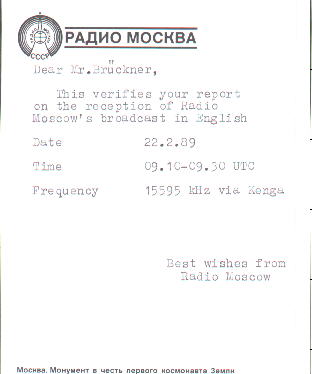 СССР
РАДИО МОСКВА
Dear Mr.Brückner,
This verifies your report
on the reception of Radio
Moscow's broadcast in English
Date 22.2.89
Time 09.10-09.30 UTC
Frequency 15595 kHz via Kenga
Best wishes from
Radio Moscow
Москва. Монумент в честь первого космонавта Земли